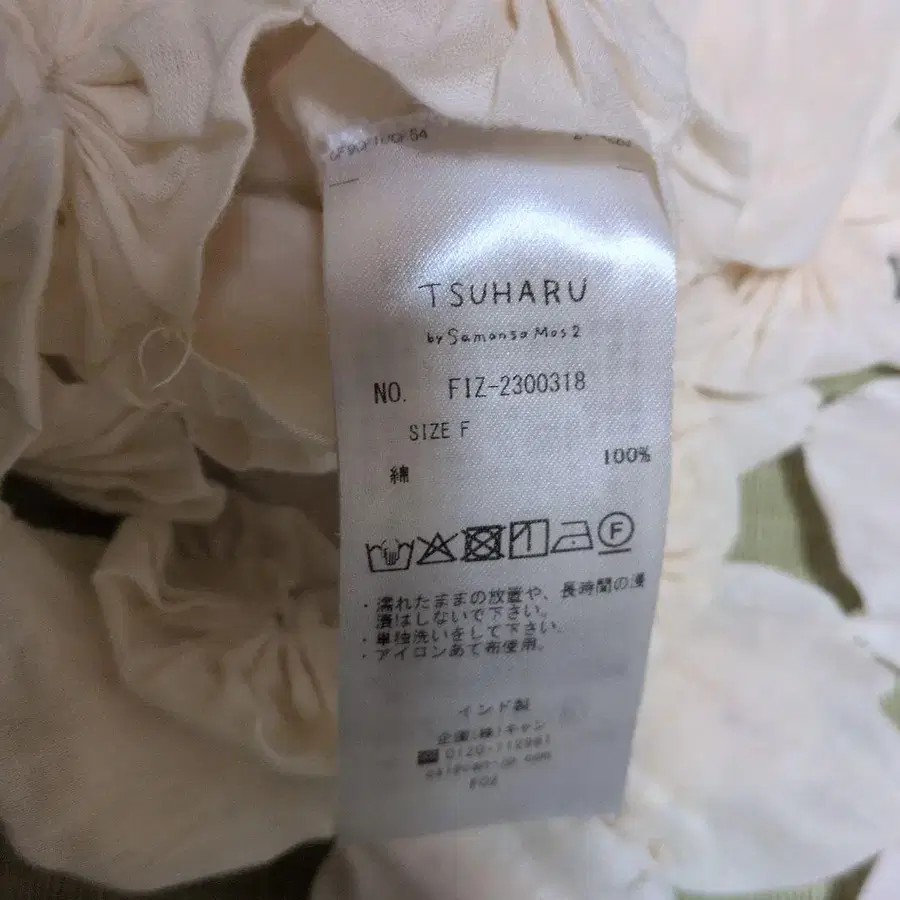 TSUHARU
by Samansa Mos2
NO. FIZ-2300318
SIZE F
綿 100%
F
・濡れたままの放置や、長時間の浸
漬はしないで下さい。
・単独洗いをして下さい。
・アイロンあて布使用。
インド製
企画(株)キャン
F02